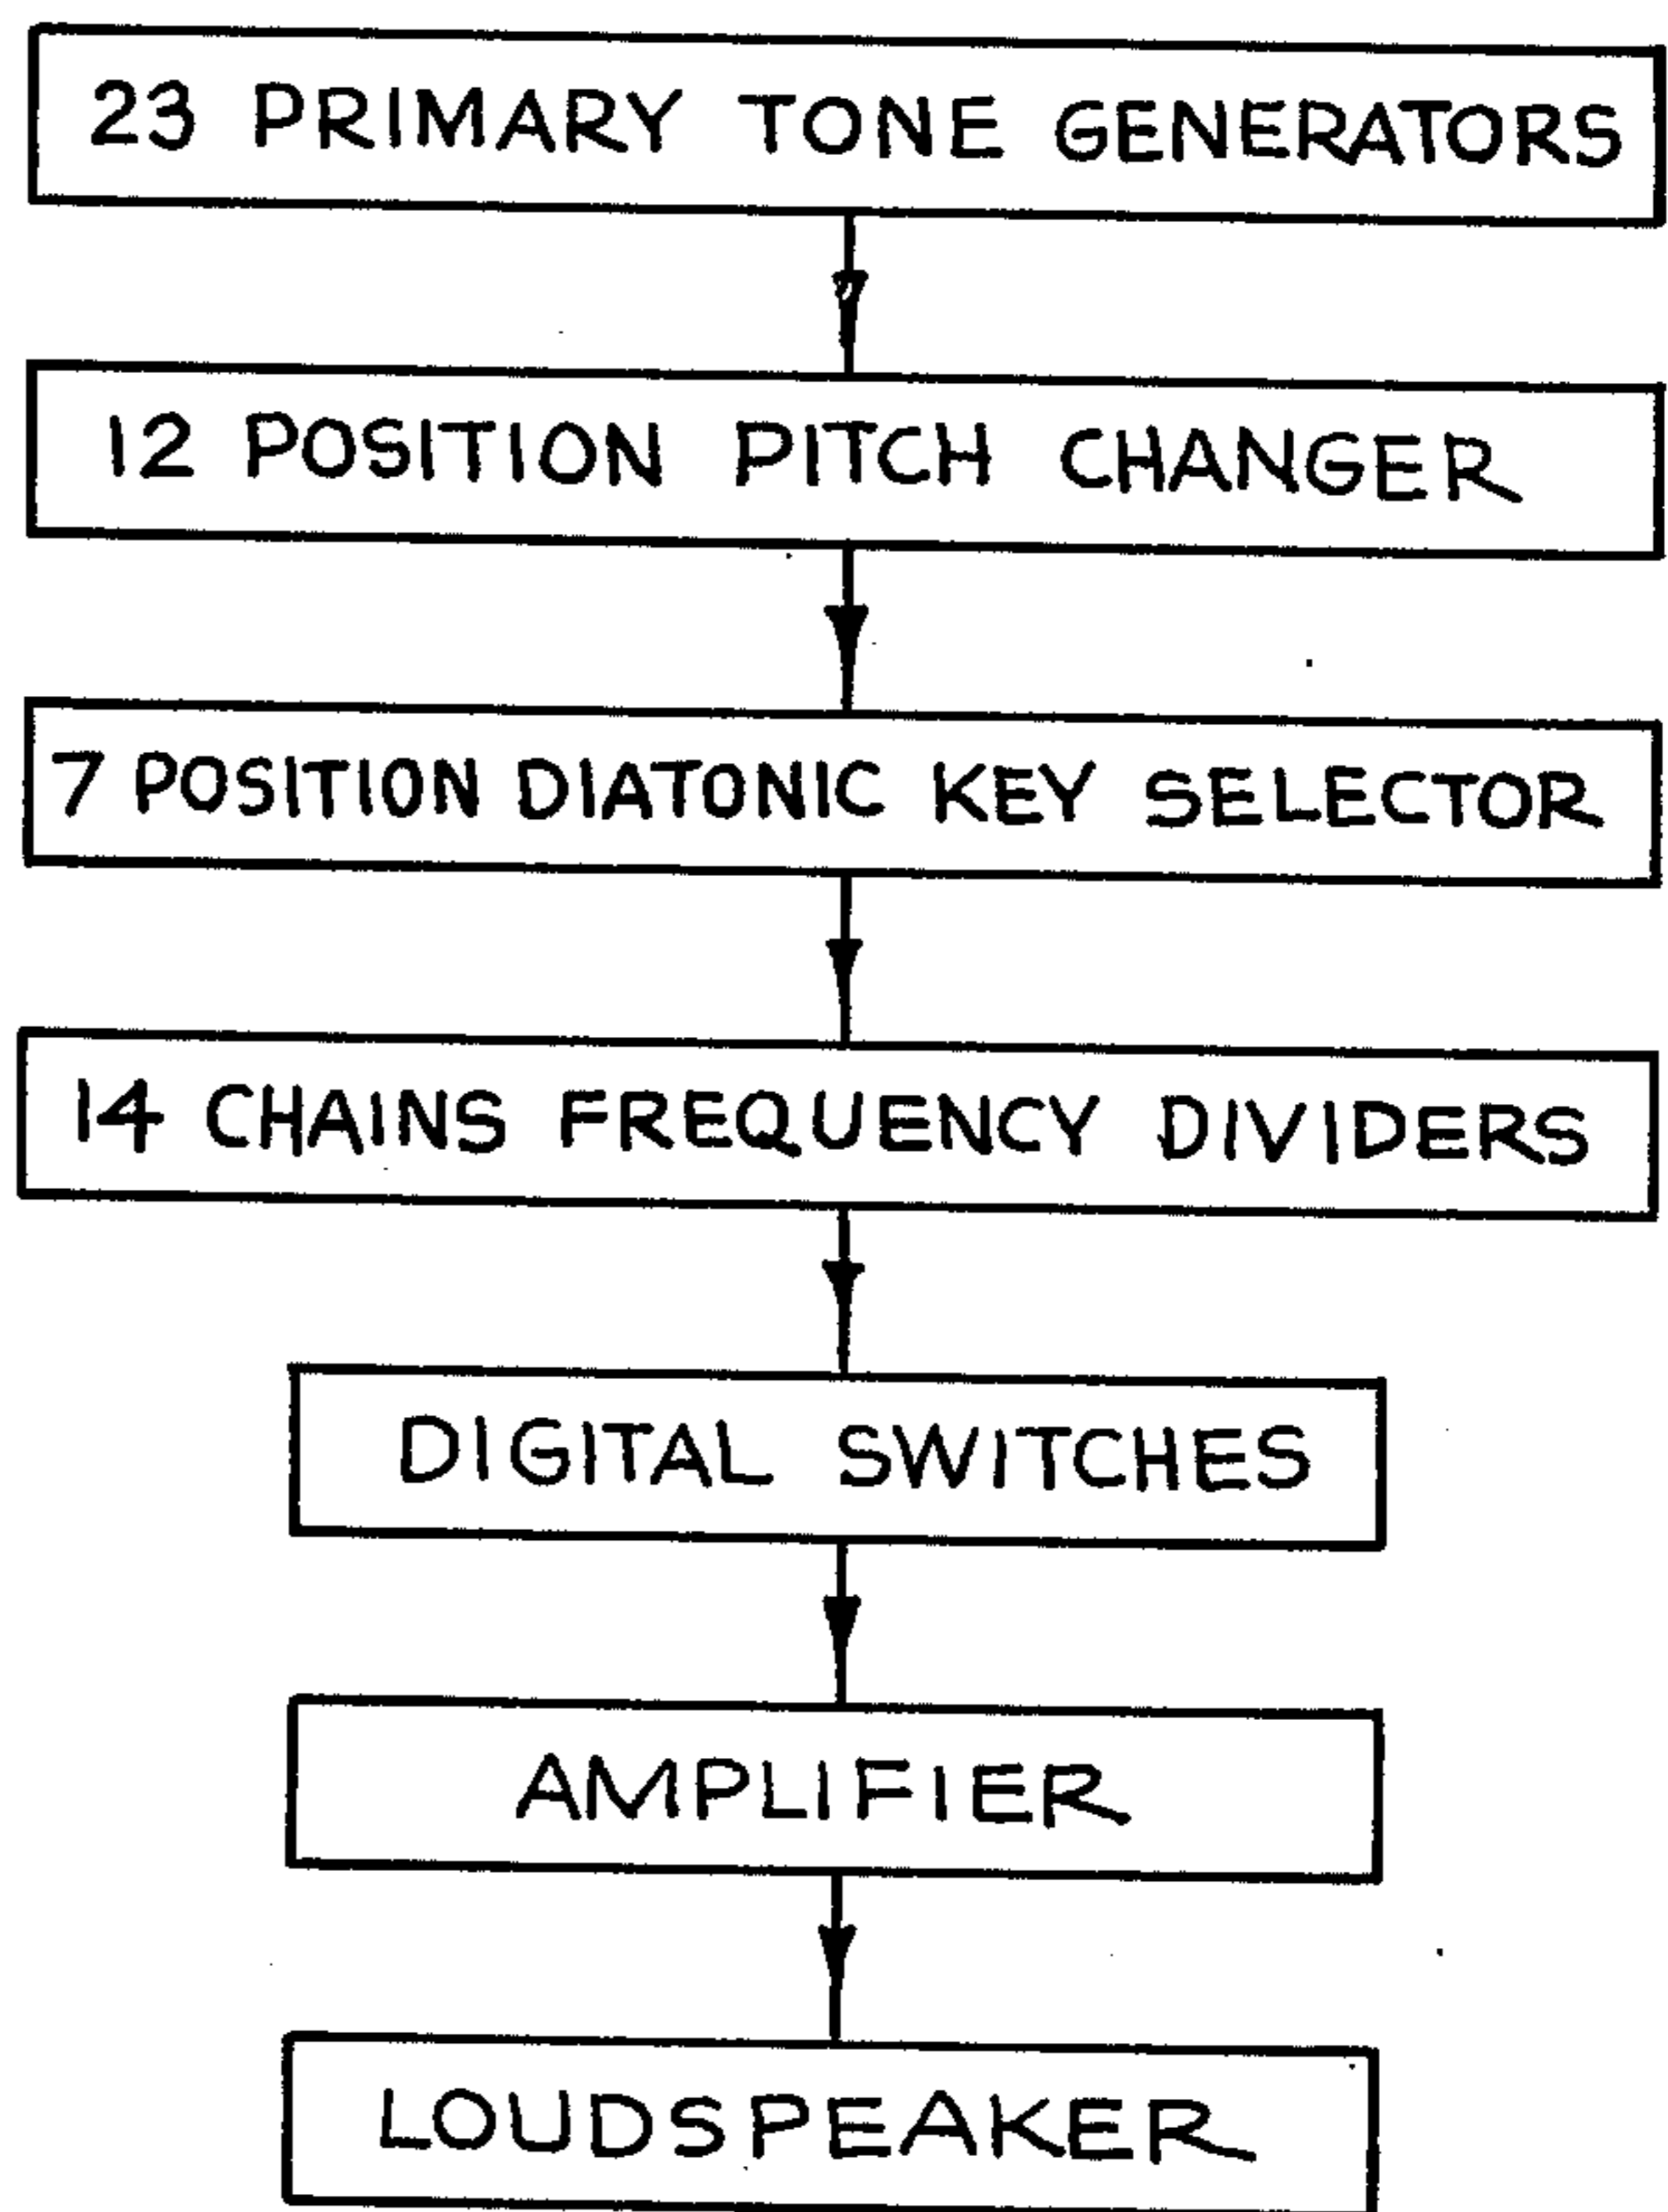 23 PRIMARY TONE GENERATORS
12 POSITION PITCH CHANGER
7 POSITION DIATONIC KEY SELECTOR
14 CHAINS FREQUENCY DIVIDERS
DIGITAL SWITCHES
AMPLIFIER
LOUDSPEAKER